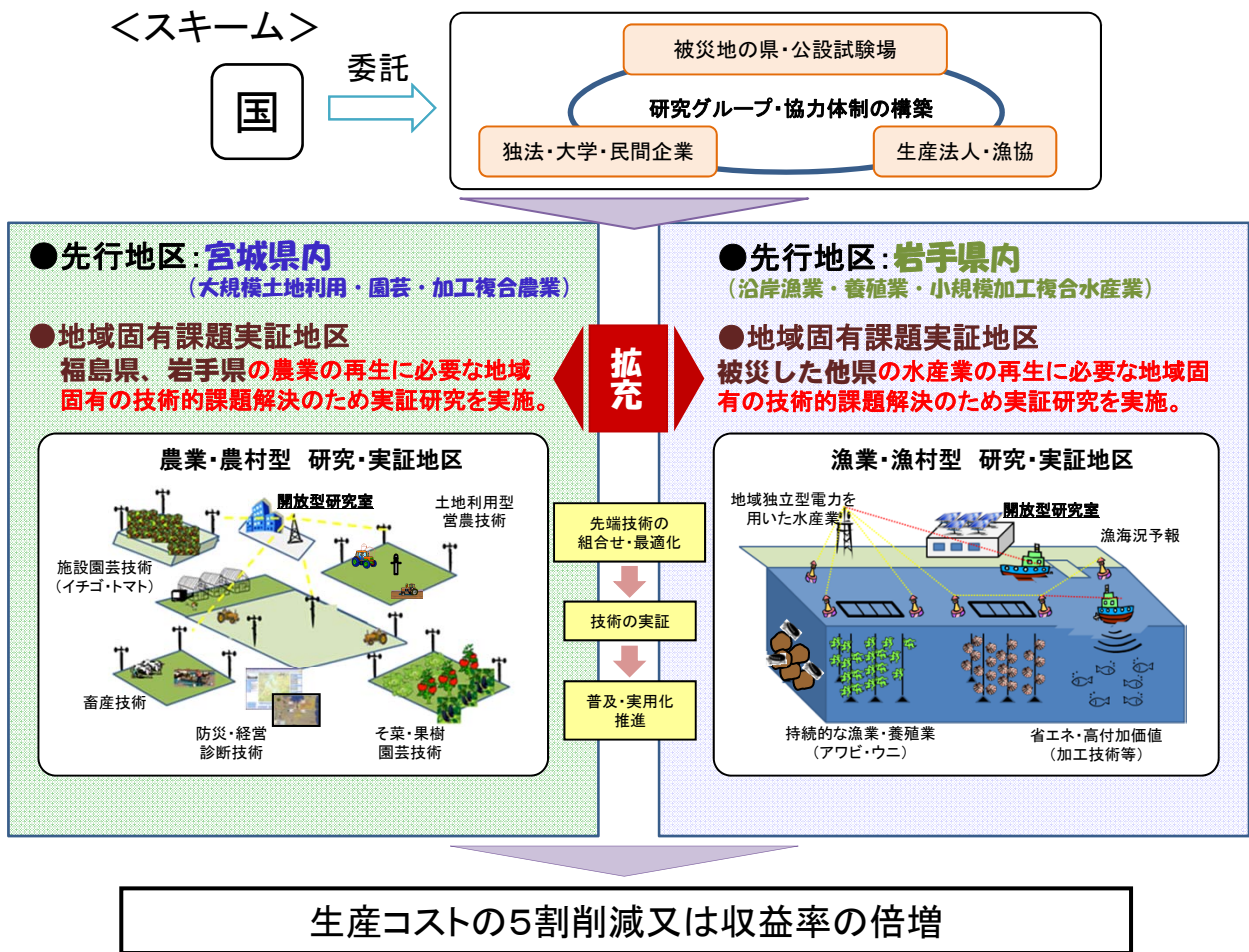 ＜スキーム＞
国
委託
被災地の県・公設試験場
研究グループ・協力体制の構築
独法・大学・民間企業
生産法人・漁協
●先行地区：宮城県内
（大規模土地利用・園芸・加工複合農業）
●地域固有課題実証地区
福島県、岩手県の農業の再生に必要な地域
固有の技術的課題解決のため実証研究を実施。
農業・農村型 研究・実証地区
開放型研究室
土地利用型
営農技術
施設園芸技術
（イチゴ・トマト）
畜産技術
防災・経営
診断技術
そ菜・果樹
園芸技術
拡
充
先端技術の
組合せ・最適化
技術の実証
普及・実用化
推進
●先行地区：岩手県内
（沿岸漁業・養殖業・小規模加工複合水産業）
●地域固有課題実証地区
被災した他県の水産業の再生に必要な地域固
有の技術的課題解決のため実証研究を実施。
漁業・漁村型 研究・実証地区
地域独立型電力を
用いた水産業
開放型研究室
漁海況予報
持続的な漁業・養殖業
（アワビ・ウニ）
省エネ・高付加価値
（加工技術等）
生産コストの５割削減又は収益率の倍増